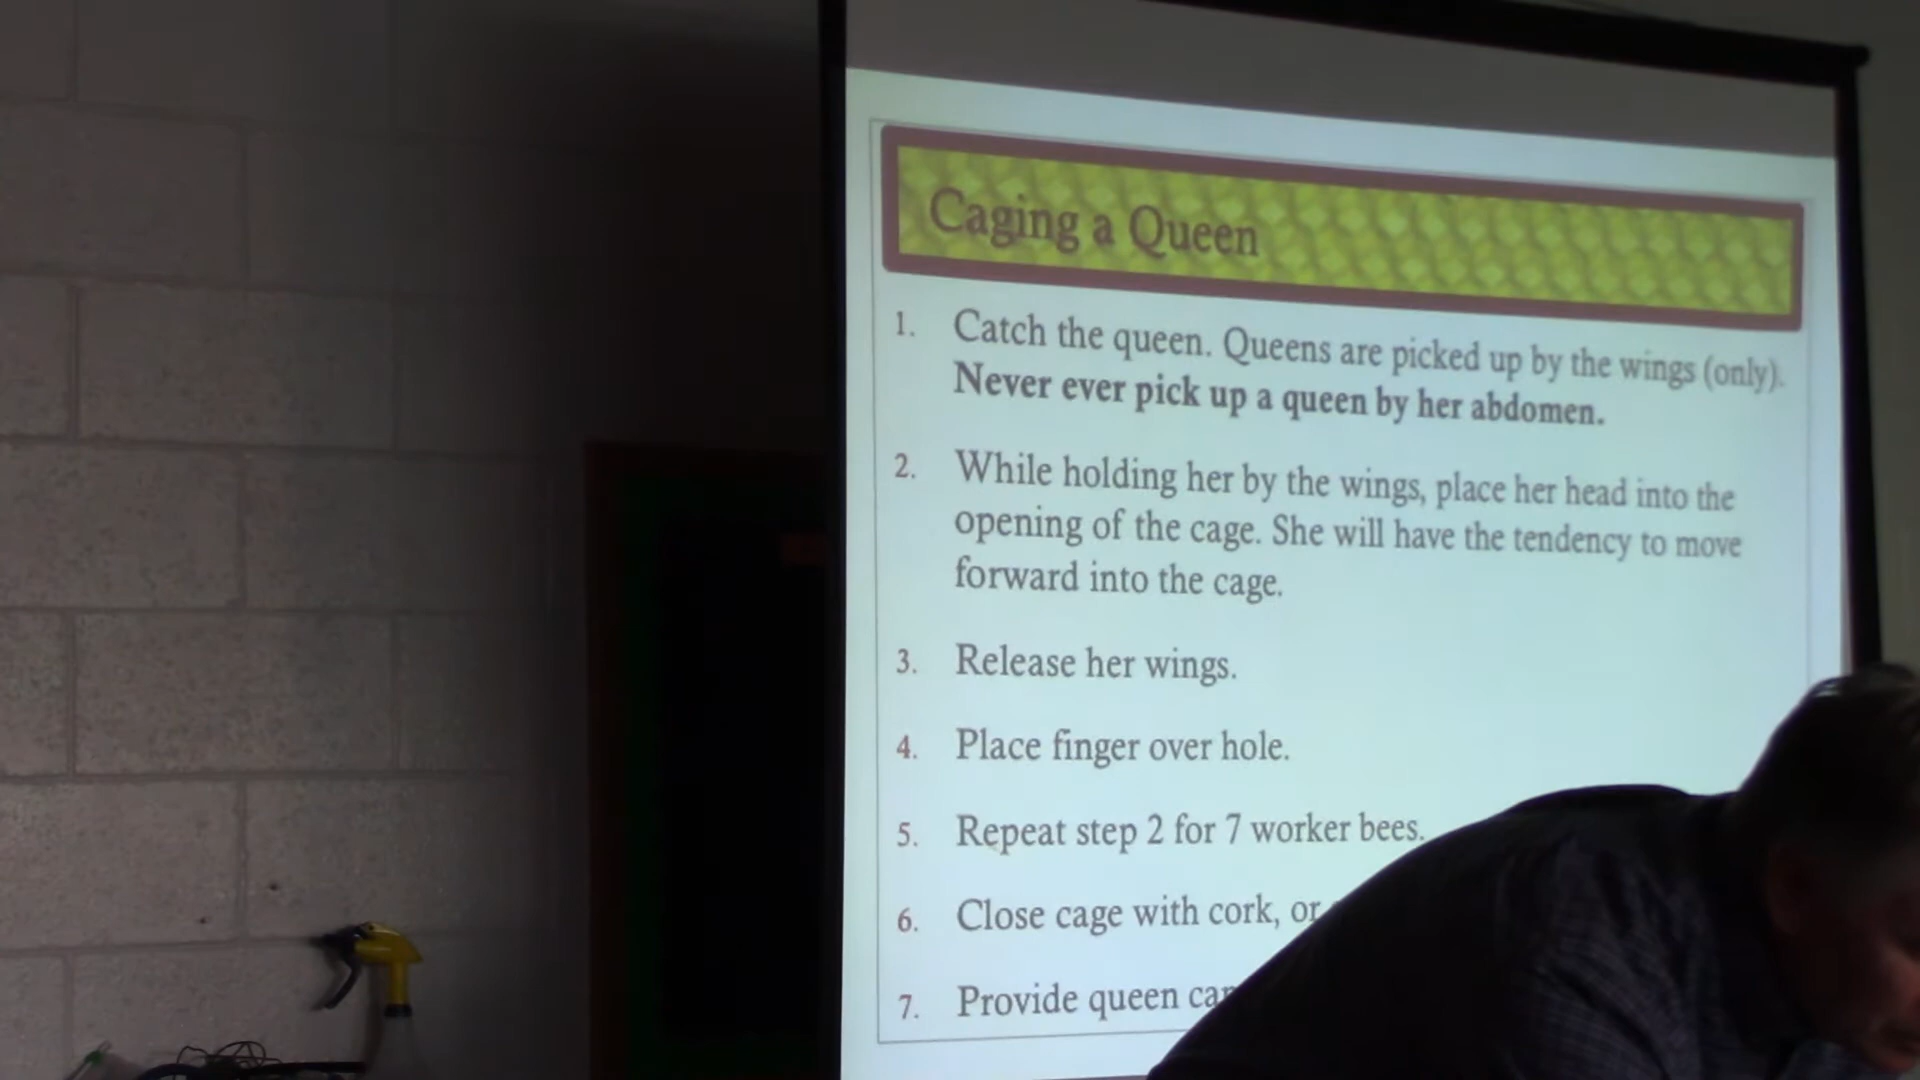 Caging a Queen
1. Catch the queen. Queens are picked up by the wings (only).
Never ever pick up a queen by her abdomen.
2. While holding her by the wings, place her head into the
opening of the cage. She will have the tendency to move
forward into the cage.
3. Release her wings.
4. Place finger over hole.
5. Repeat step 2 for 7 worker bees.
6. Close cage with cork, or
7. Provide queen